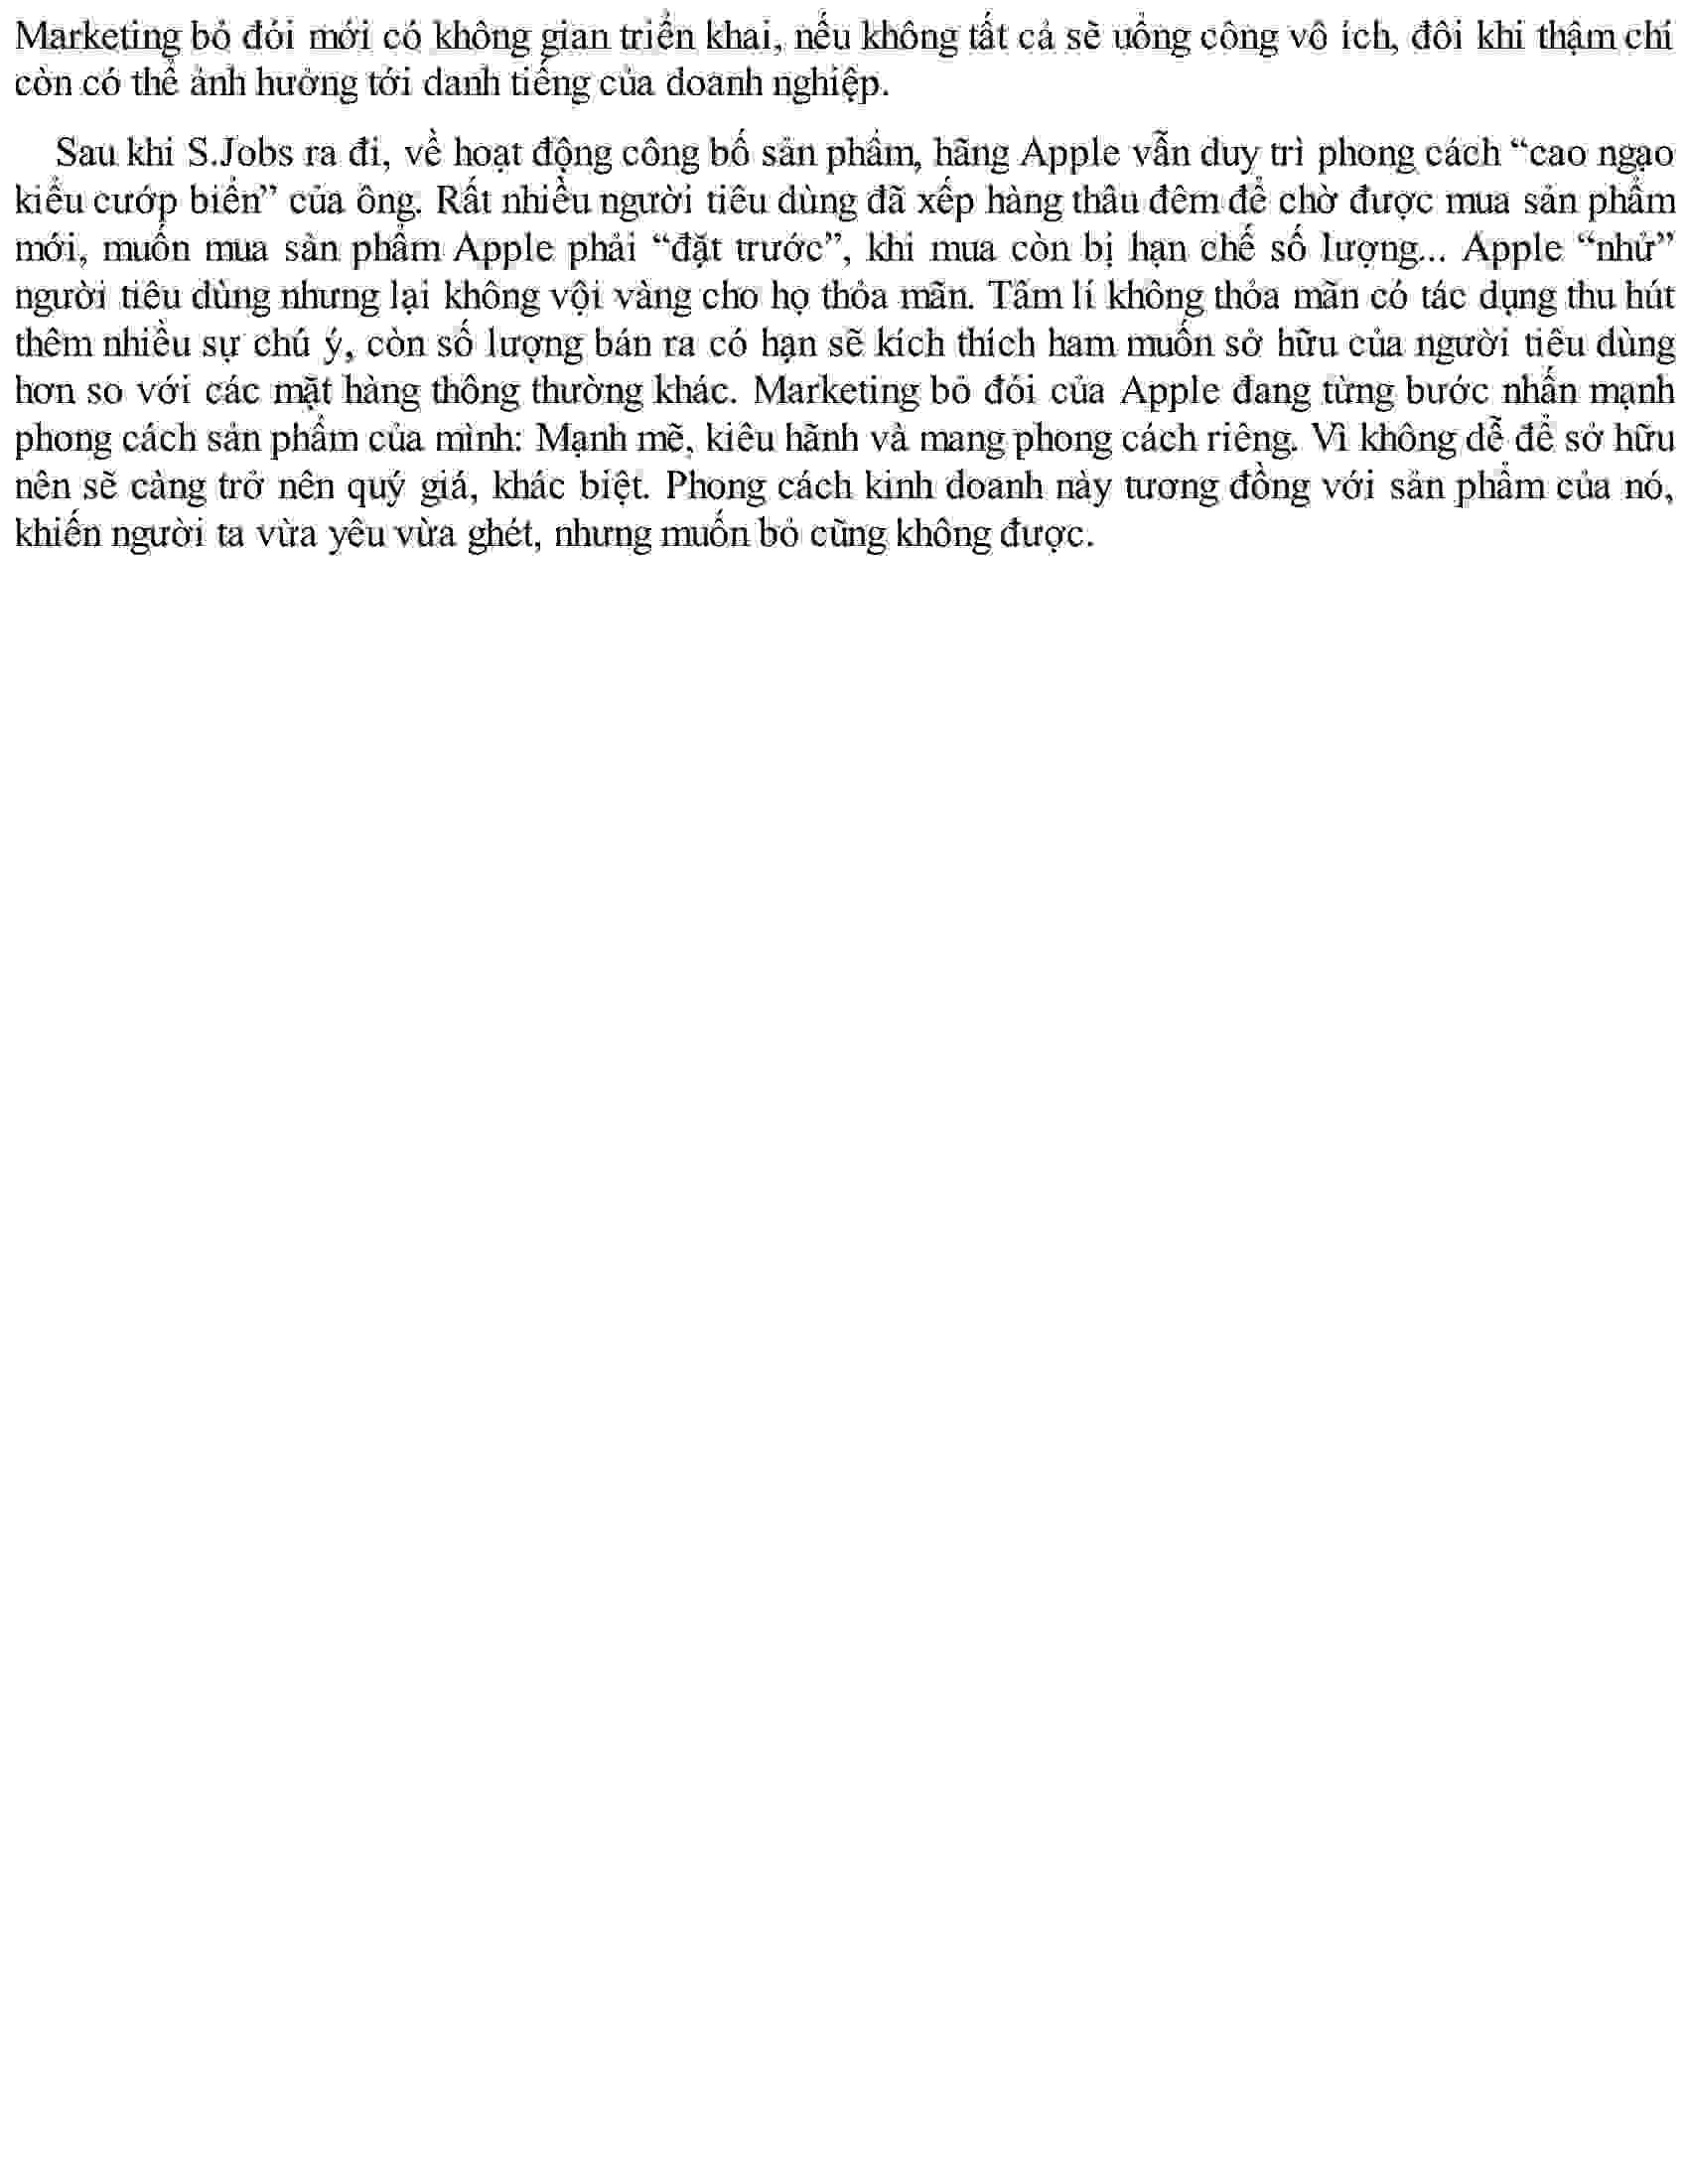 Marketing bỏ đói mới có không gian triển khai, nếu không tất cả sẽ uổng công vô ích, đôi khi thậm chí
còn có thể ảnh hưởng tới danh tiếng của doanh nghiệp.
Sau khi S.Jobs ra đi, về hoạt động công bố sản phẩm, hãng Apple vẫn duy trì phong cách “cao ngạo
kiểu cướp biển” của ông. Rất nhiều người tiêu dùng đã xếp hàng thâu đêm để chờ được mua sản phẩm
mới, muốn mua sản phẩm Apple phải “đặt trước”, khi mua còn bị hạn chế số lượng... Apple “nhử”
người tiêu dùng nhưng lại không vội vàng cho họ thỏa mãn. Tâm lí không thỏa mãn có tác dụng thu hút
thêm nhiều sự chú ý, còn số lượng bán ra có hạn sẽ kích thích ham muốn sở hữu của người tiêu dùng
hơn so với các mặt hàng thông thường khác. Marketing bỏ đói của Apple đang từng bước nhấn mạnh
phong cách sản phẩm của mình: Mạnh mẽ, kiêu hãnh và mang phong cách riêng. Vì không dễ để sở hữu
nên sẽ càng trở nên quý giá, khác biệt. Phong cách kinh doanh này tương đồng với sản phẩm của nó,
khiến người ta vừa yêu vừa ghét, nhưng muốn bỏ cũng không được.